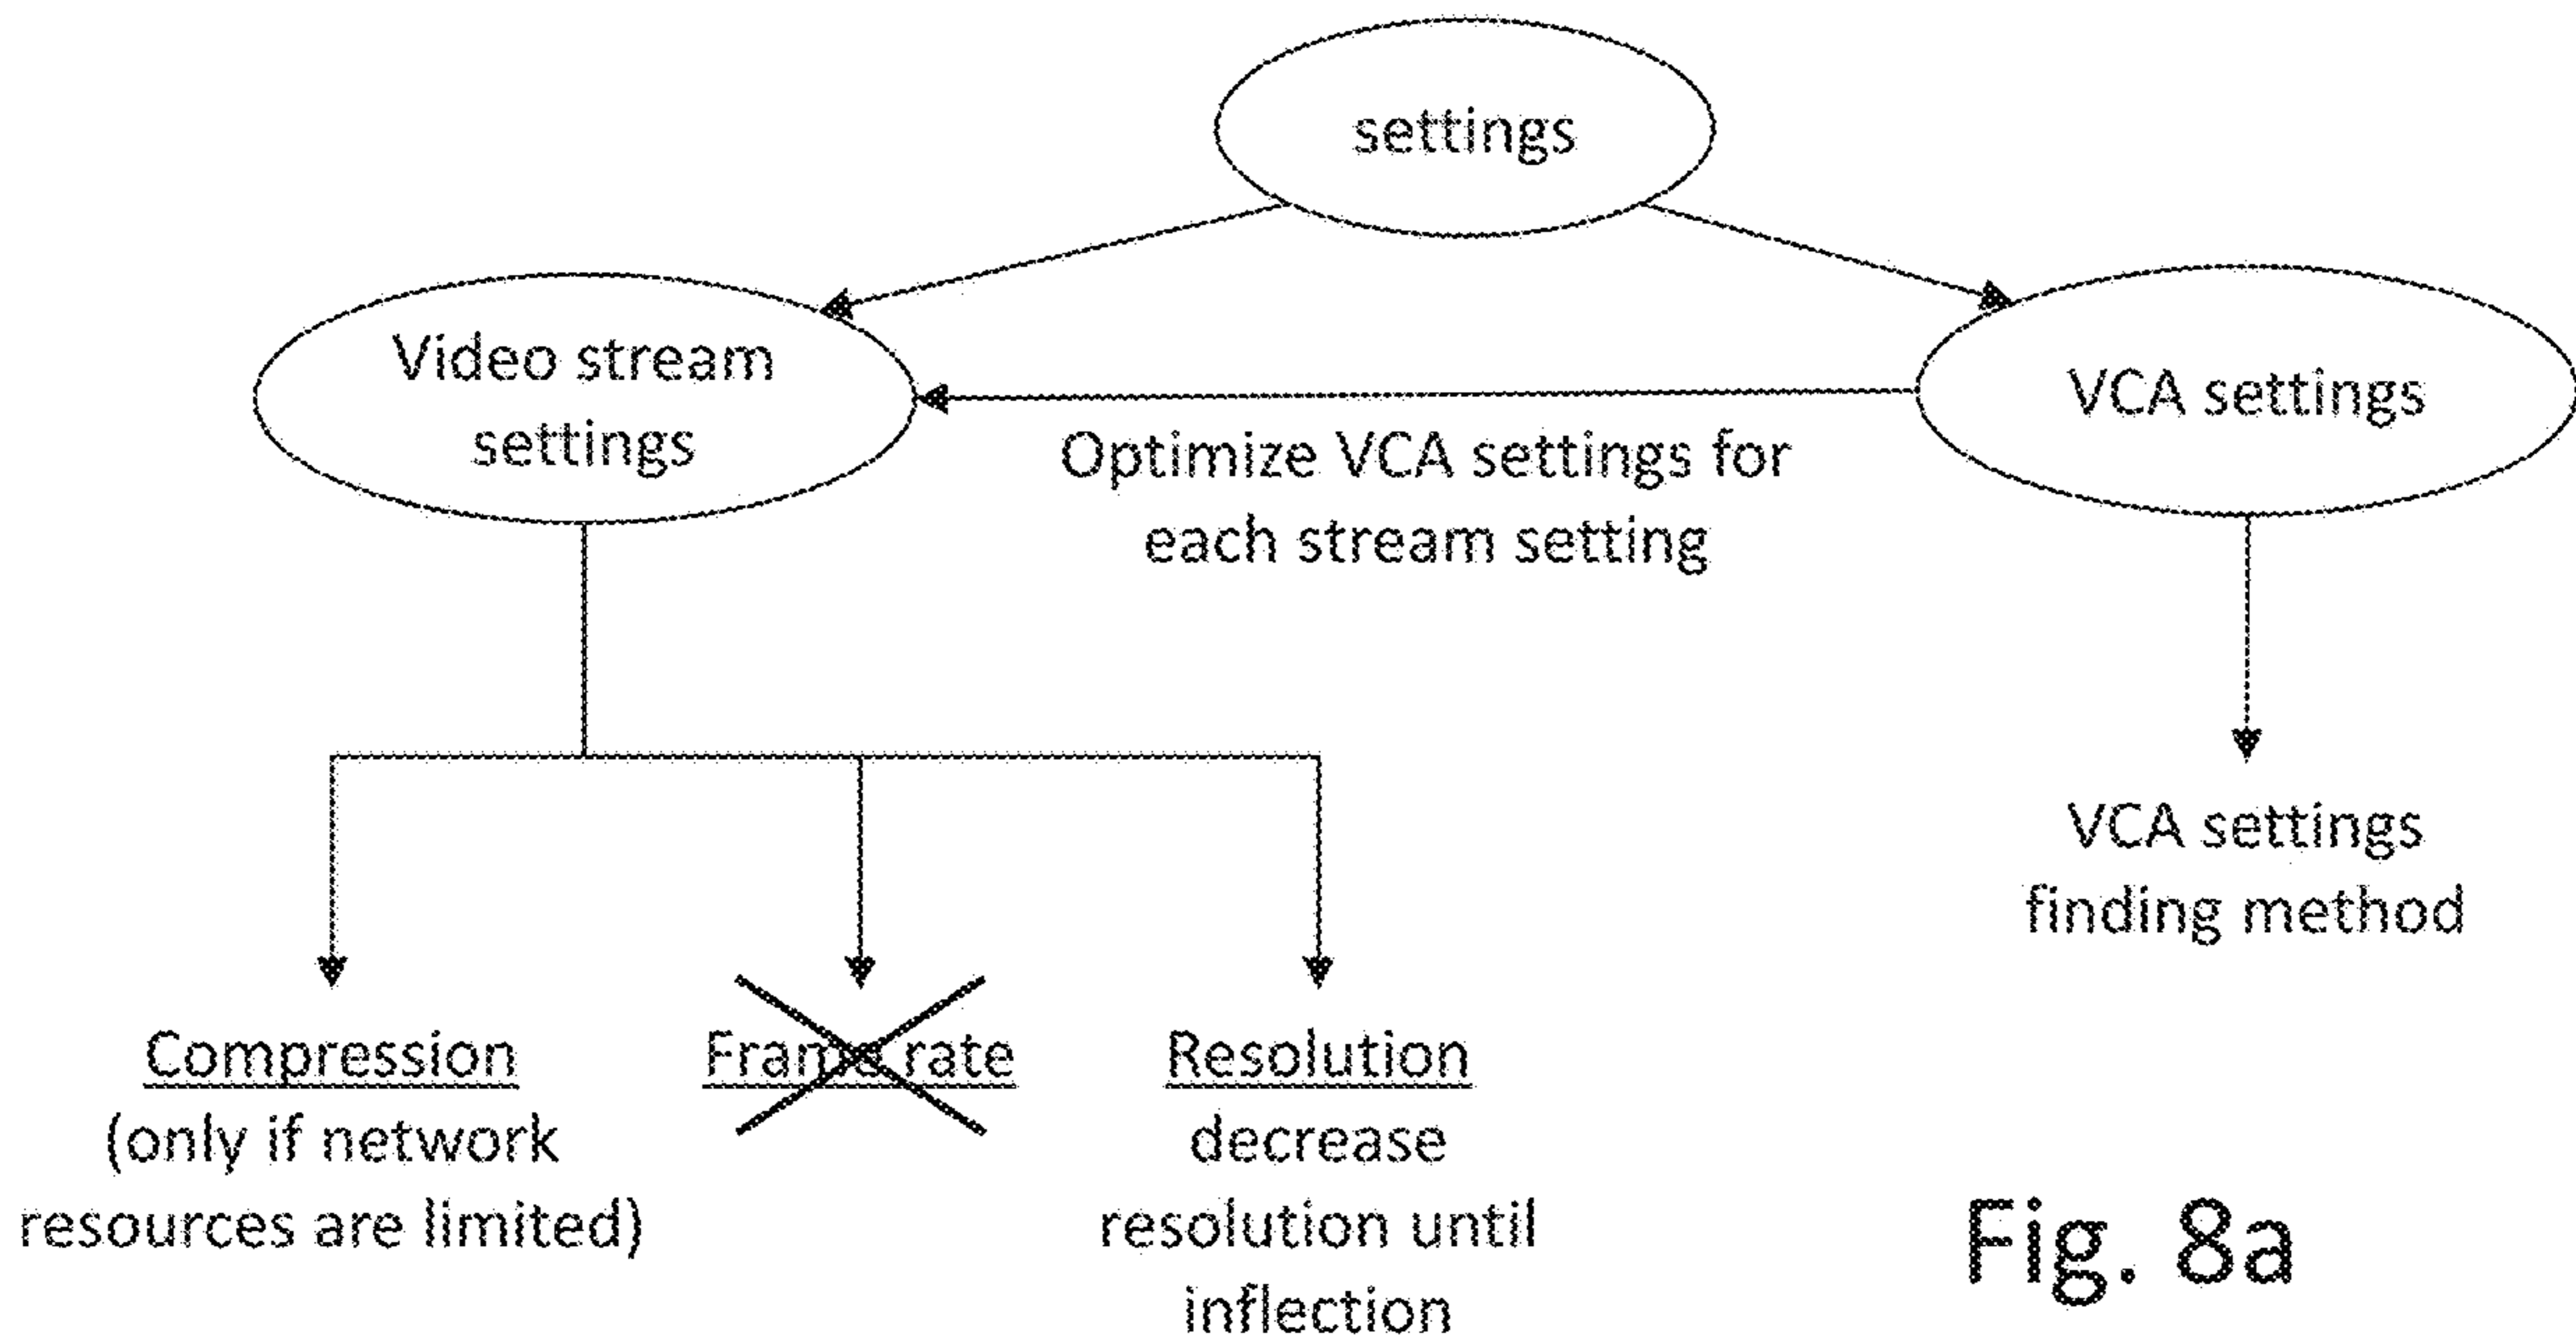 settings
Video stream
settings
VCA settings
Optimize VCA settings for
each stream setting
VCA settings
finding method
Compression
(only if network
resources are limited)
Frame rate
Resolution
decrease
resolution until
inflection
Fig. 8a